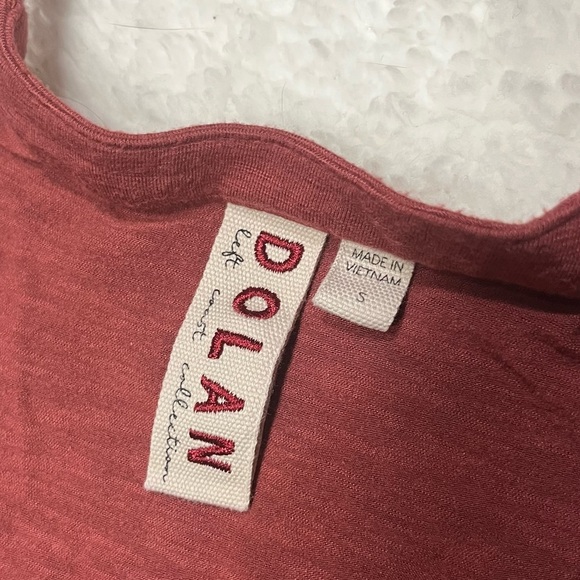 DOLAN
left coast collection
MADE IN
VIETNAM
S